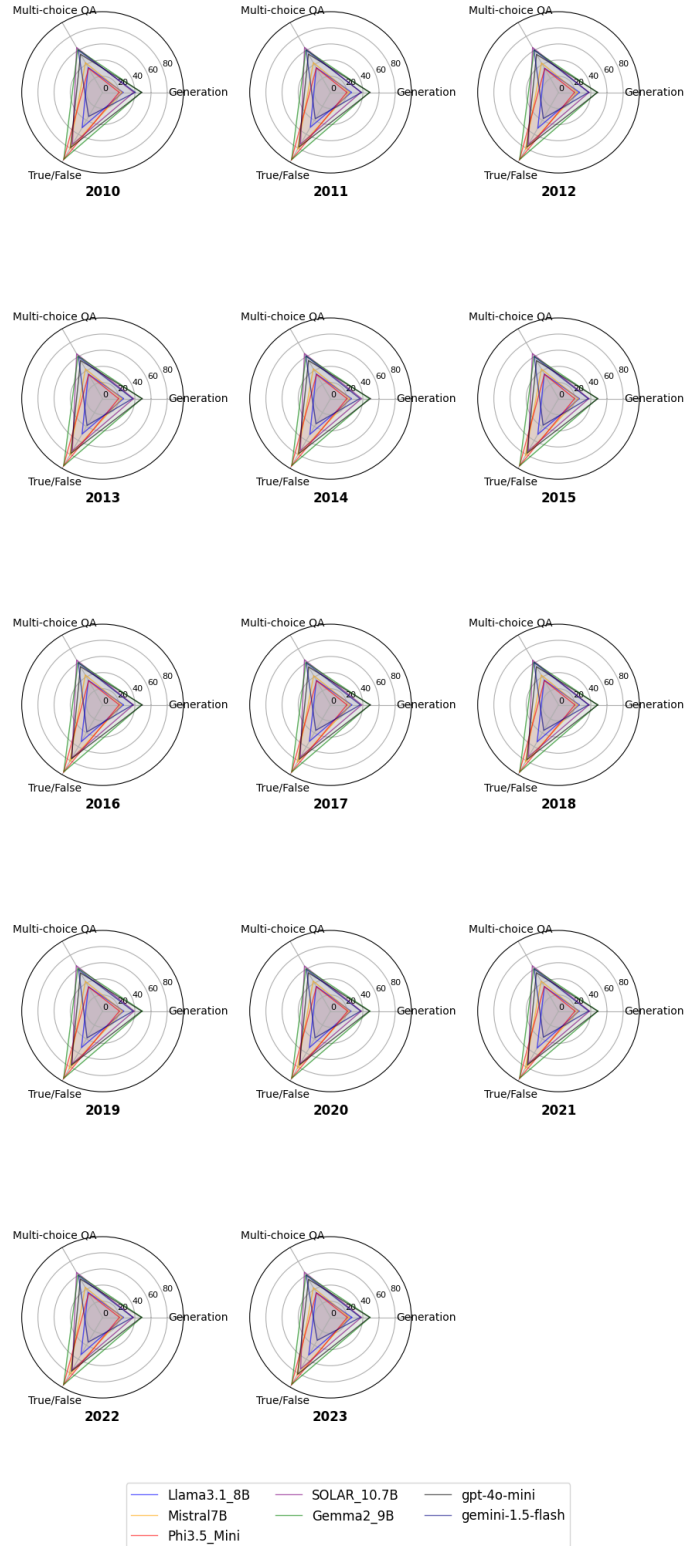 Multi-choice QA Multi-choice QA Multi-choice QA
80 80 80
60 60 60
40 40 40
20 20 20
0 Generation 0 Generation 0 Generation
True/False True/False True/False
2010 2011 2012
Multi-choice QA Multi-choice QA Multi-choice QA
80 80 80
60 60 60
40 40 40
20 20 20
0 Generation 0 Generation 0 Generation
True/False True/False True/False
2013 2014 2015
Multi-choice QA Multi-choice QA Multi-choice QA
80 80 80
60 60 60
40 40 40
20 20 20
0 Generation 0 Generation 0 Generation
True/False True/False True/False
2016 2017 2018
Multi-choice QA Multi-choice QA Multi-choice QA
80 80 80
60 60 60
40 40 40
20 20 20
0 Generation 0 Generation 0 Generation
True/False True/False True/False
2019 2020 2021
Multi-choice QA Multi-choice QA
80 80
60 60
40 40
20 20
0 Generation 0 Generation
True/False True/False
2022 2023
Llama3.1_8B SOLAR_10.7B gpt-4o-mini
Mistral7B Gemma2_9B gemini-1.5-flash
Phi3.5_Mini